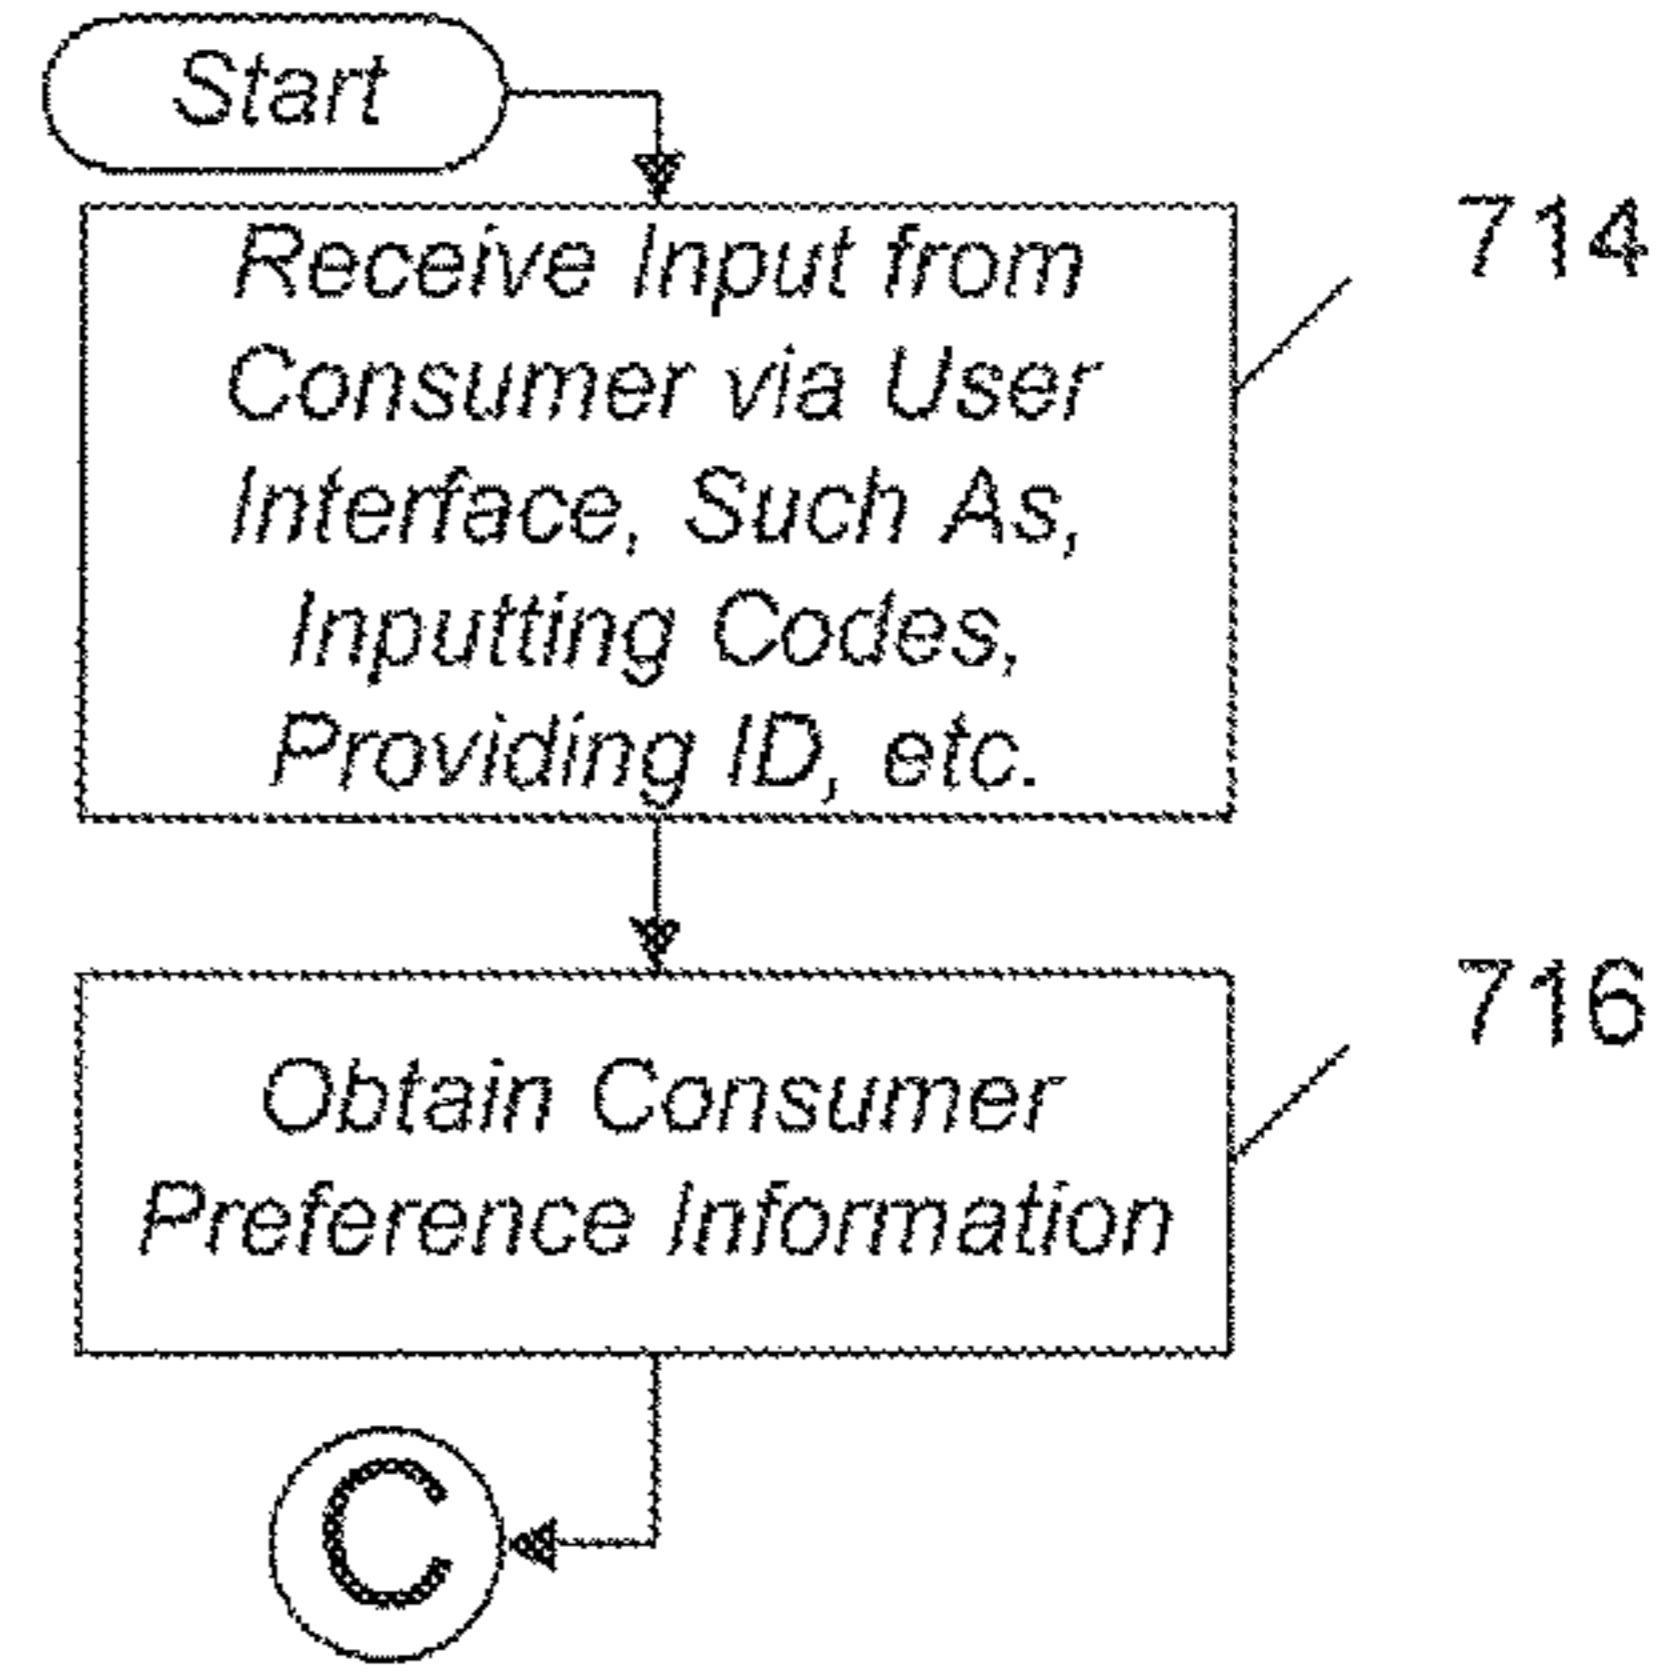 Start
714
Receive Input from
Consumer via User
Interface, Such As,
Inputting Codes,
Providing ID, etc.
716
Obtain Consumer
Preference Information
C